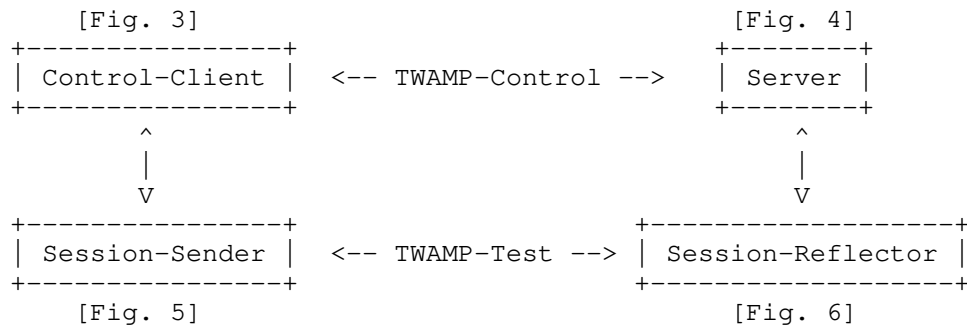 [Fig. 3] [Fig. 4]
+----------------+ +--------+
| Control-Client | <-- TWAMP-Control --> | Server |
+----------------+ +--------+
^ ^
| |
V V
+----------------+ +-------------------+
| Session-Sender | <-- TWAMP-Test --> | Session-Reflector |
+----------------+ +-------------------+
[Fig. 5] [Fig. 6]